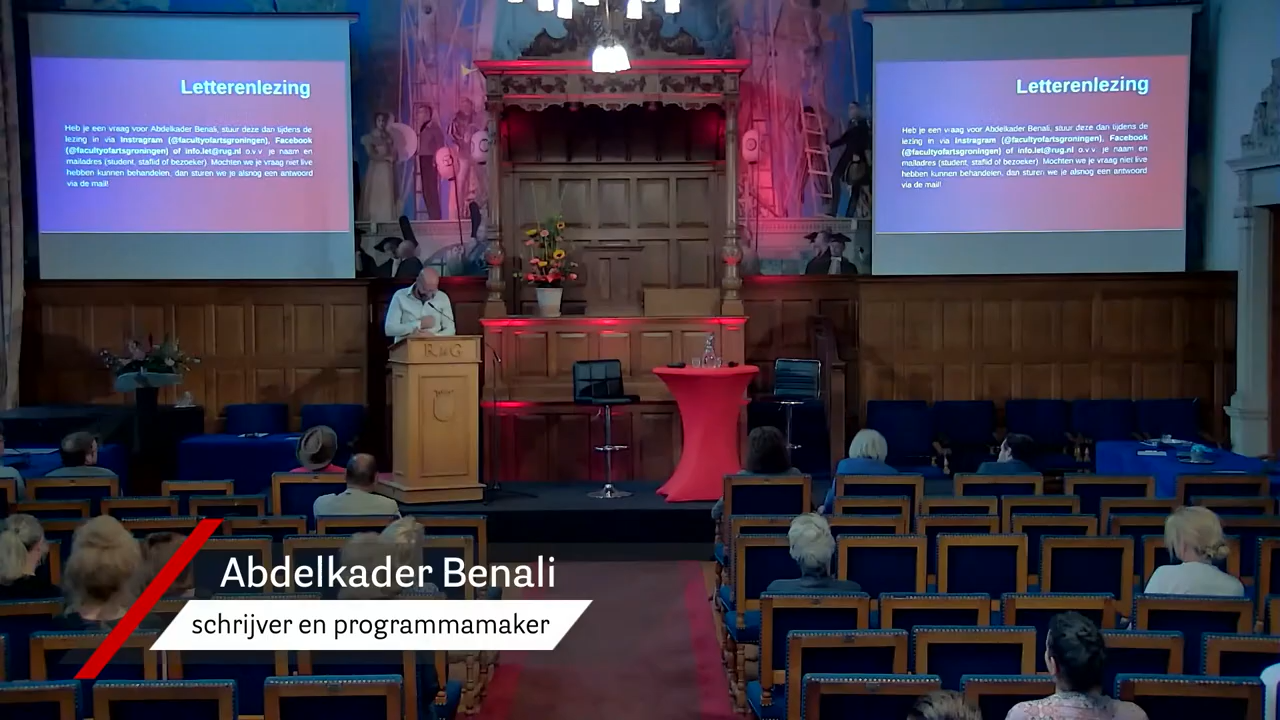 Letterenlezing
Heb je een vraag voor Abdelkader Benali, stuur deze dan tijdens de
lezing in via Instragram (@facultyofartsgroningen), Facebook
(@facultyofartsgroningen) of info.let@rug.nl o.v.v. je naam en
mailadres (student, staflid of bezoeker). Mochten we je vraag niet live
hebben kunnen behandelen, dan sturen we je alsnog een antwoord
via de mail!
Letterenlezing
Heb je een vraag voor Abdelkader Benali, stuur deze dan tijdens de
lezing in via Instragram (@facultyofartsgroningen), Facebook
(@facultyofartsgroningen) of info.let@rug.nl o.v.v. je naam en
mailadres (student, staflid of bezoeker). Mochten we je vraag niet live
hebben kunnen behandelen, dan sturen we je alsnog een antwoord
via de mail!
RuG
Abdelkader Benali
schrijver en programmamaker